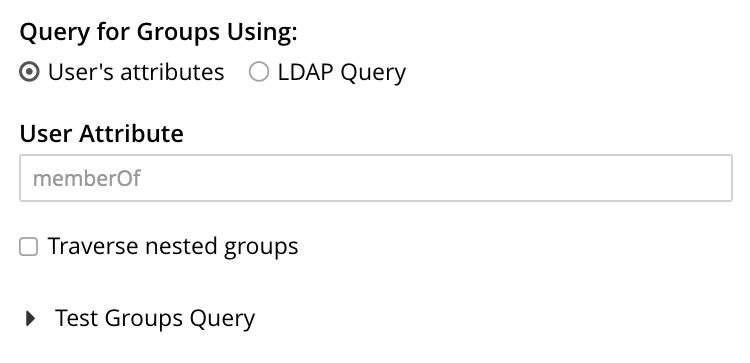 Query for Groups Using:
User's attributes LDAP Query
User Attribute
memberOf
Traverse nested groups
Test Groups Query